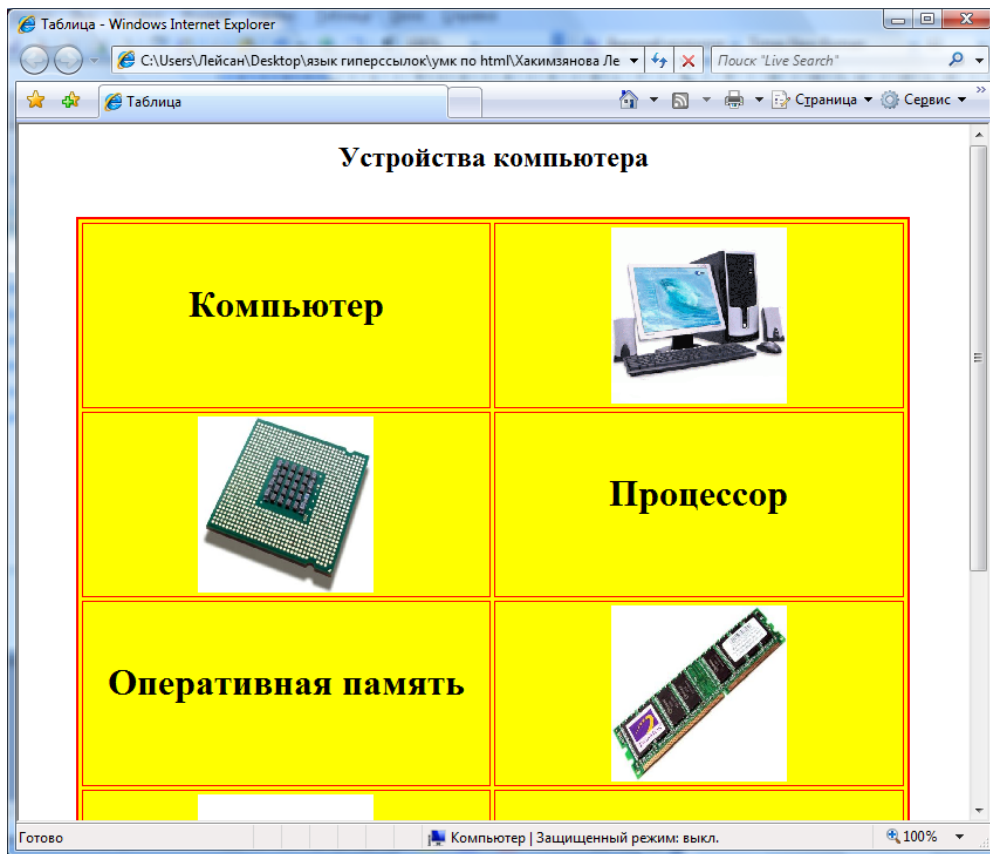 Таблица - Windows Internet Explorer
C:\Users\Лейсан\Desktop\язык гиперссылок\умк по html\Хакимзянова Ле
Поиск "Live Search"
Таблица
Страница
Сервис
Устройства компьютера
Компьютер
Процессор
Оперативная память
Готово
Компьютер | Защищенный режим: выкл.
100%